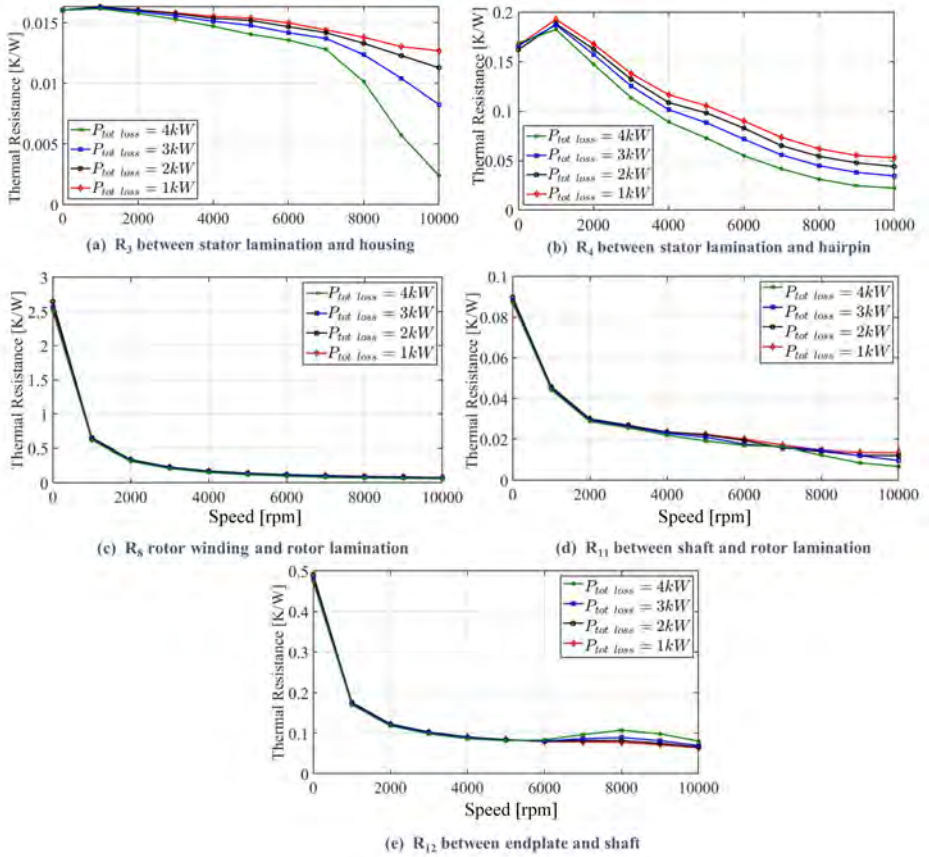 Thermal Resistance [K/W]
0.015
0.01
0.005
0
P_tot loss = 4kW
P_tot loss = 3kW
P_tot loss = 2kW
P_tot loss = 1kW
0 2000 4000 6000 8000 10000
(a) R3 between stator lamination and housing
Thermal Resistance [K/W]
0.2
0.15
0.1
0.05
0
P_tot loss = 4kW
P_tot loss = 3kW
P_tot loss = 2kW
P_tot loss = 1kW
0 2000 4000 6000 8000 10000
(b) R4 between stator lamination and hairpin
Thermal Resistance [K/W]
3
2.5
2
1.5
1
0.5
0
P_tot loss = 4kW
P_tot loss = 3kW
P_tot loss = 2kW
P_tot loss = 1kW
0 2000 4000 6000 8000 10000
Speed [rpm]
(c) R8 rotor winding and rotor lamination
Thermal Resistance [K/W]
0.1
0.08
0.06
0.04
0.02
0
P_tot loss = 4kW
P_tot loss = 3kW
P_tot loss = 2kW
P_tot loss = 1kW
0 2000 4000 6000 8000 10000
Speed [rpm]
(d) R11 between shaft and rotor lamination
Thermal Resistance [K/W]
0.5
0.4
0.3
0.2
0.1
0
P_tot loss = 4kW
P_tot loss = 3kW
P_tot loss = 2kW
P_tot loss = 1kW
0 2000 4000 6000 8000 10000
Speed [rpm]
(e) R12 between endplate and shaft